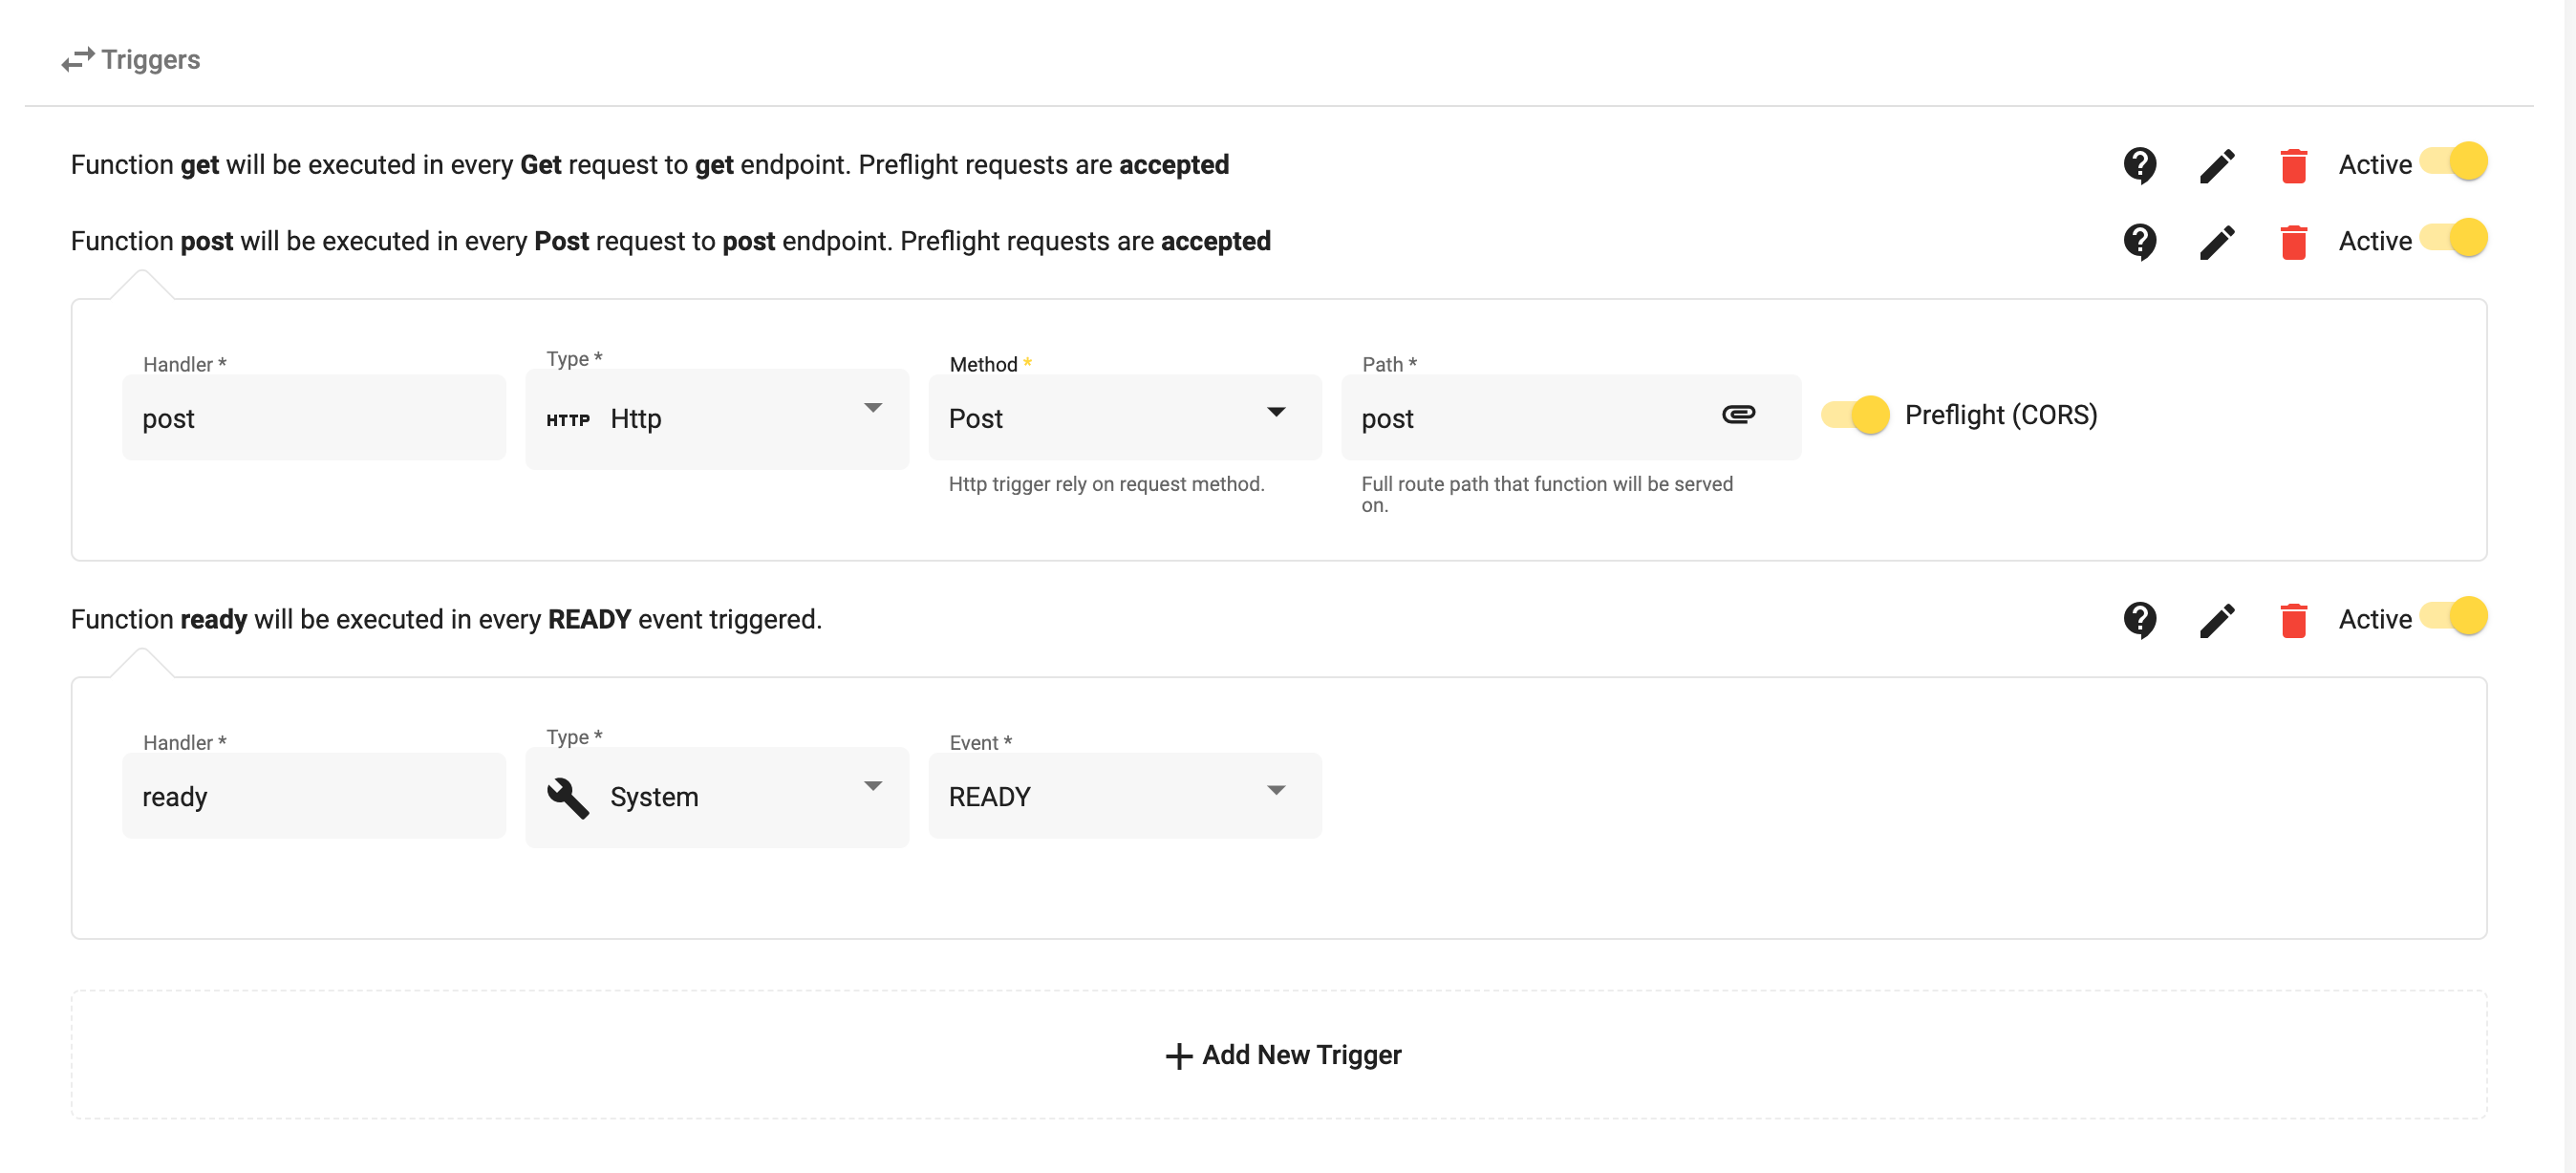 Triggers
Function get will be executed in every Get request to get endpoint. Preflight requests are accepted
Active
Function post will be executed in every Post request to post endpoint. Preflight requests are accepted
Active
Handler *
Type *
Method *
Path *
post
HTTP Http
Post
post
Preflight (CORS)
Http trigger rely on request method.
Full route path that function will be served
on.
Function ready will be executed in every READY event triggered.
Active
Handler *
Type *
Event *
ready
System
READY
+ Add New Trigger